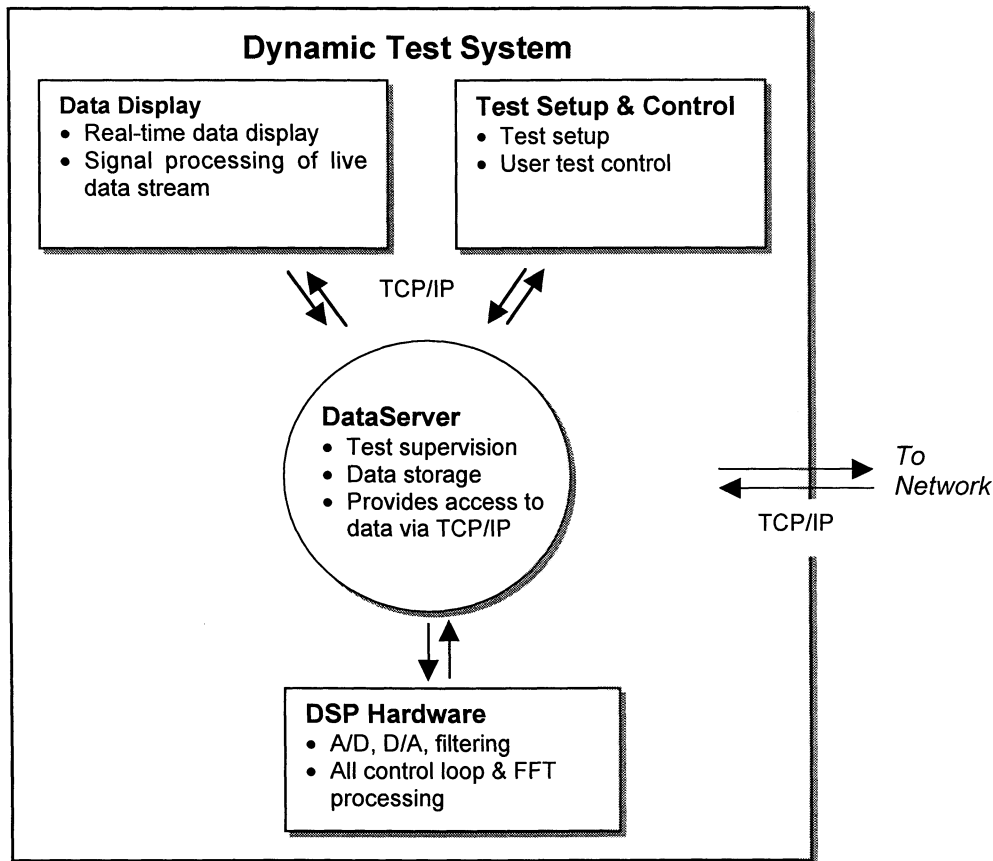 Dynamic Test System
Data Display
• Real-time data display
• Signal processing of live
data stream
Test Setup & Control
• Test setup
• User test control
TCP/IP
DataServer
• Test supervision
• Data storage
• Provides access to
data via TCP/IP
To
Network
TCP/IP
DSP Hardware
• A/D, D/A, filtering
• All control loop & FFT
processing